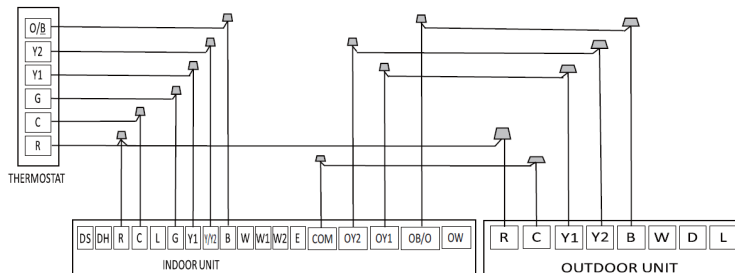 O/B
Y2
Y1
G
C
R
THERMOSTAT
DS DH R C L G Y1 Y/Y2 B W W1 W2 E COM OY2 OY1 OB/O OW
INDOOR UNIT
R C Y1 Y2 B W D L
OUTDOOR UNIT